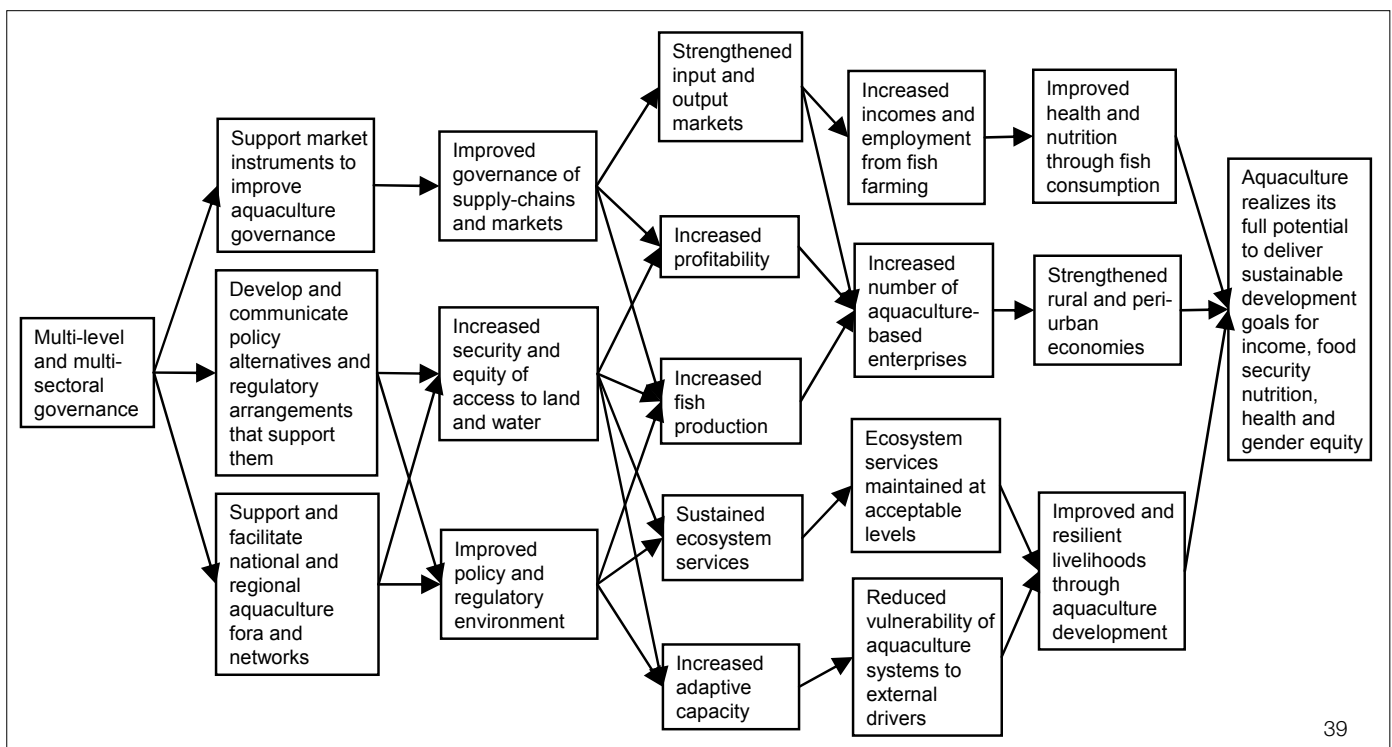 Multi-level
and multi-
sectoral
governance
Support market
instruments to
improve
aquaculture
governance
Develop and
communicate
policy
alternatives and
regulatory
arrangements
that support
them
Support and
facilitate
national and
regional
aquaculture
fora and
networks
Improved
governance of
supply-chains
and markets
Increased
security and
equity of
access to land
and water
Improved
policy and
regulatory
environment
Strengthened
input and
output
markets
Increased
profitability
Increased
fish
production
Sustained
ecosystem
services
Increased
adaptive
capacity
Increased
incomes and
employment
from fish
farming
Increased
number of
aquaculture-
based
enterprises
Ecosystem
services
maintained at
acceptable
levels
Reduced
vulnerability of
aquaculture
systems to
external
drivers
Improved
health and
nutrition
through fish
consumption
Strengthened
rural and peri-
urban
economies
Improved and
resilient
livelihoods
through
aquaculture
development
Aquaculture
realizes its
full potential
to deliver
sustainable
development
goals for
income, food
security
nutrition,
health and
gender equity
39